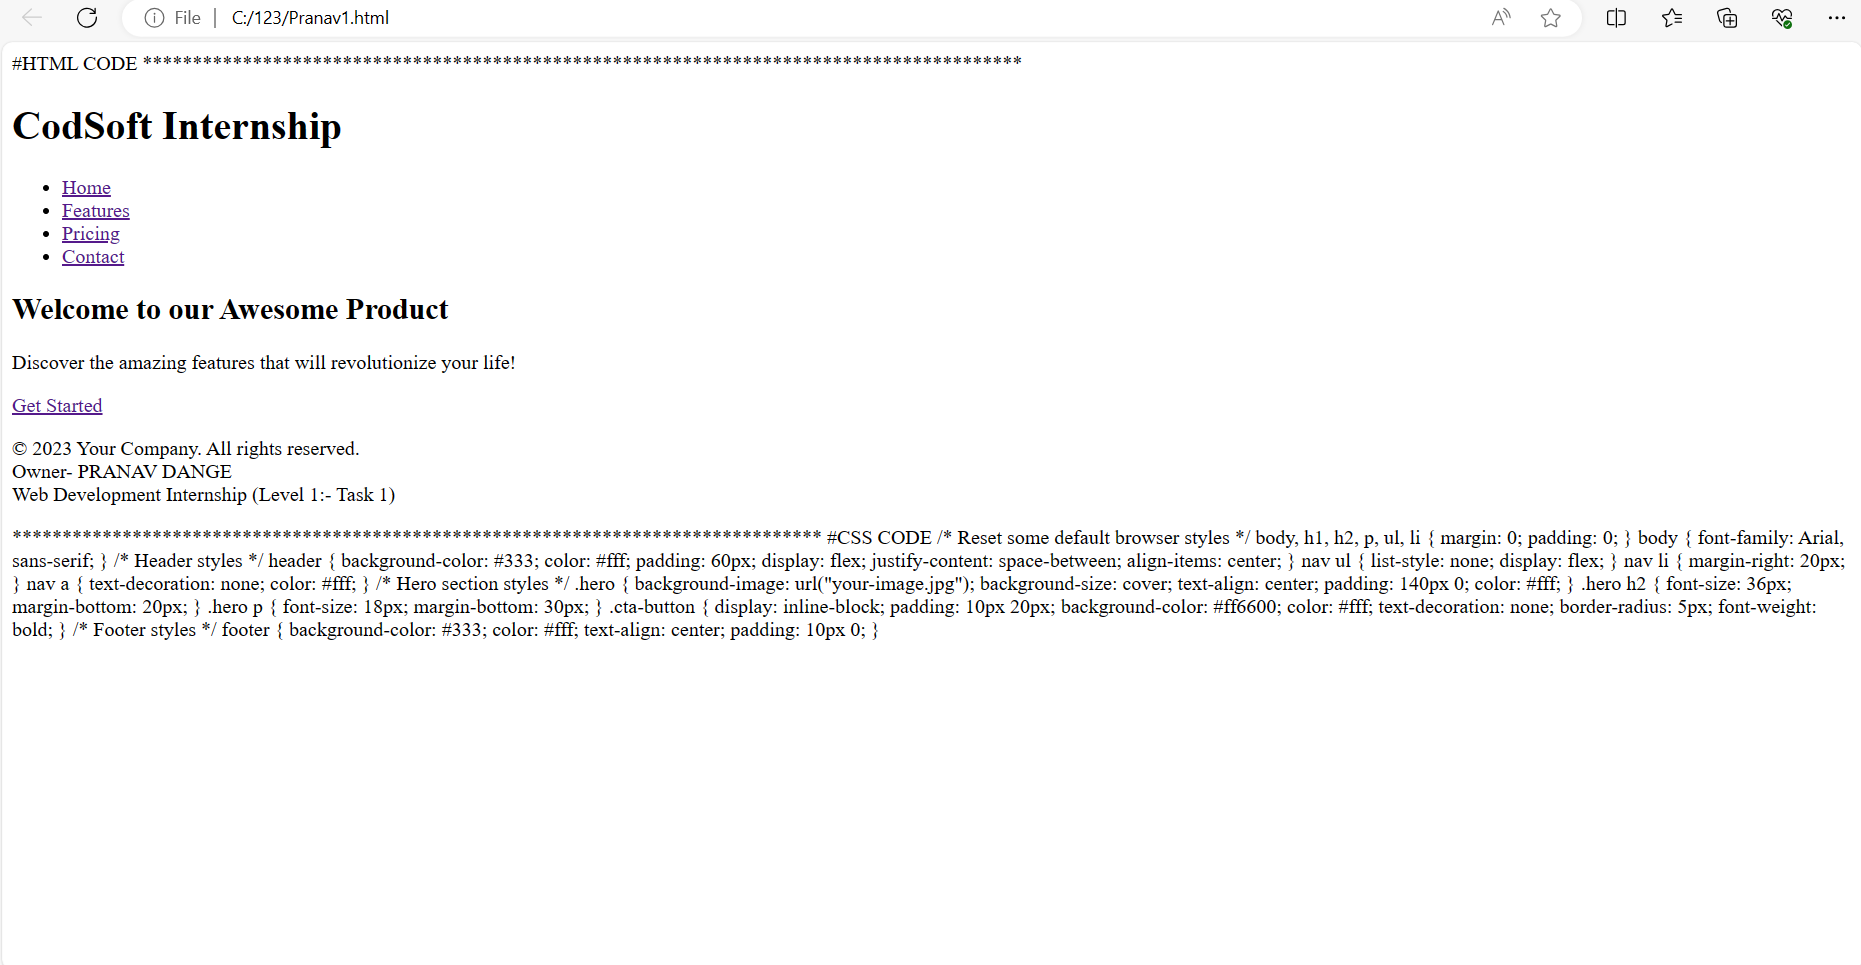 File | C:/123/Pranav1.html
#HTML CODE ****************************************************************************************
CodSoft Internship
• Home
• Features
• Pricing
• Contact
Welcome to our Awesome Product
Discover the amazing features that will revolutionize your life!
Get Started
© 2023 Your Company. All rights reserved.
Owner- PRANAV DANGE
Web Development Internship (Level 1:- Task 1)
********************************************************************************* #CSS CODE /* Reset some default browser styles */ body, h1, h2, p, ul, li { margin: 0; padding: 0; } body { font-family: Arial,
sans-serif; } /* Header styles */ header { background-color: #333; color: #fff; padding: 60px; display: flex; justify-content: space-between; align-items: center; } nav ul { list-style: none; display: flex; } nav li { margin-right: 20px;
} nav a { text-decoration: none; color: #fff; } /* Hero section styles */ .hero { background-image: url("your-image.jpg"); background-size: cover; text-align: center; padding: 140px 0; color: #fff; } .hero h2 { font-size: 36px;
margin-bottom: 20px; } .hero p { font-size: 18px; margin-bottom: 30px; } .cta-button { display: inline-block; padding: 10px 20px; background-color: #ff6600; color: #fff; text-decoration: none; border-radius: 5px; font-weight:
bold; } /* Footer styles */ footer { background-color: #333; color: #fff; text-align: center; padding: 10px 0; }